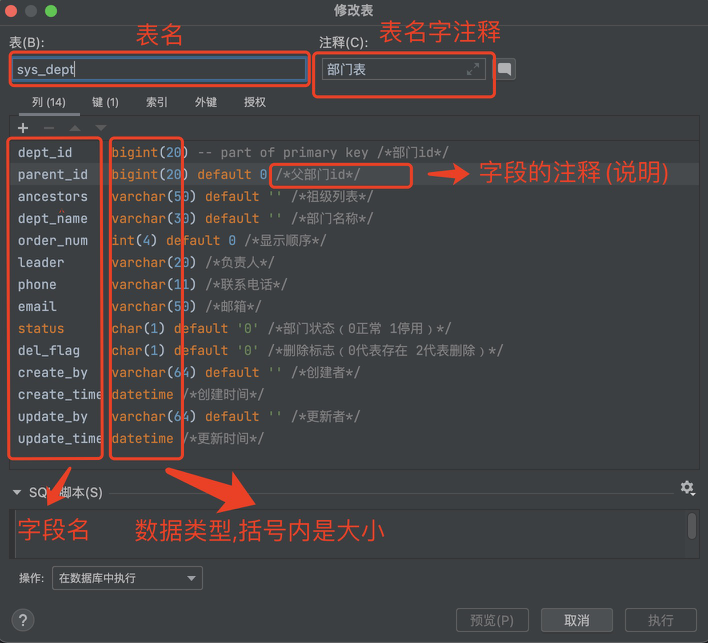 修改表
表名
表名字注释
表(B):
注释(C):
sys_dept
部门表
列 (14) 键 (1) 索引 外键 授权
dept_id bigint(20) -- part of primary key /*部门id*/
parent_id bigint(20) default 0 /*父部门id*/
字段的注释(说明)
ancestors varchar(50) default '' /*祖级列表*/
dept_name varchar(30) default '' /*部门名称*/
order_num int(4) default 0 /*显示顺序*/
leader varchar(20) /*负责人*/
phone varchar(11) /*联系电话*/
email varchar(50) /*邮箱*/
status char(1) default '0' /*部门状态（0正常 1停用）*/
del_flag char(1) default '0' /*删除标志（0代表存在 2代表删除）*/
create_by varchar(64) default '' /*创建者*/
create_time datetime /*创建时间*/
update_by varchar(64) default '' /*更新者*/
update_time datetime /*更新时间*/
SQL脚本(S)
字段名
数据类型,括号内是大小
操作: 在数据库中执行
? 预览(P) 取消 执行